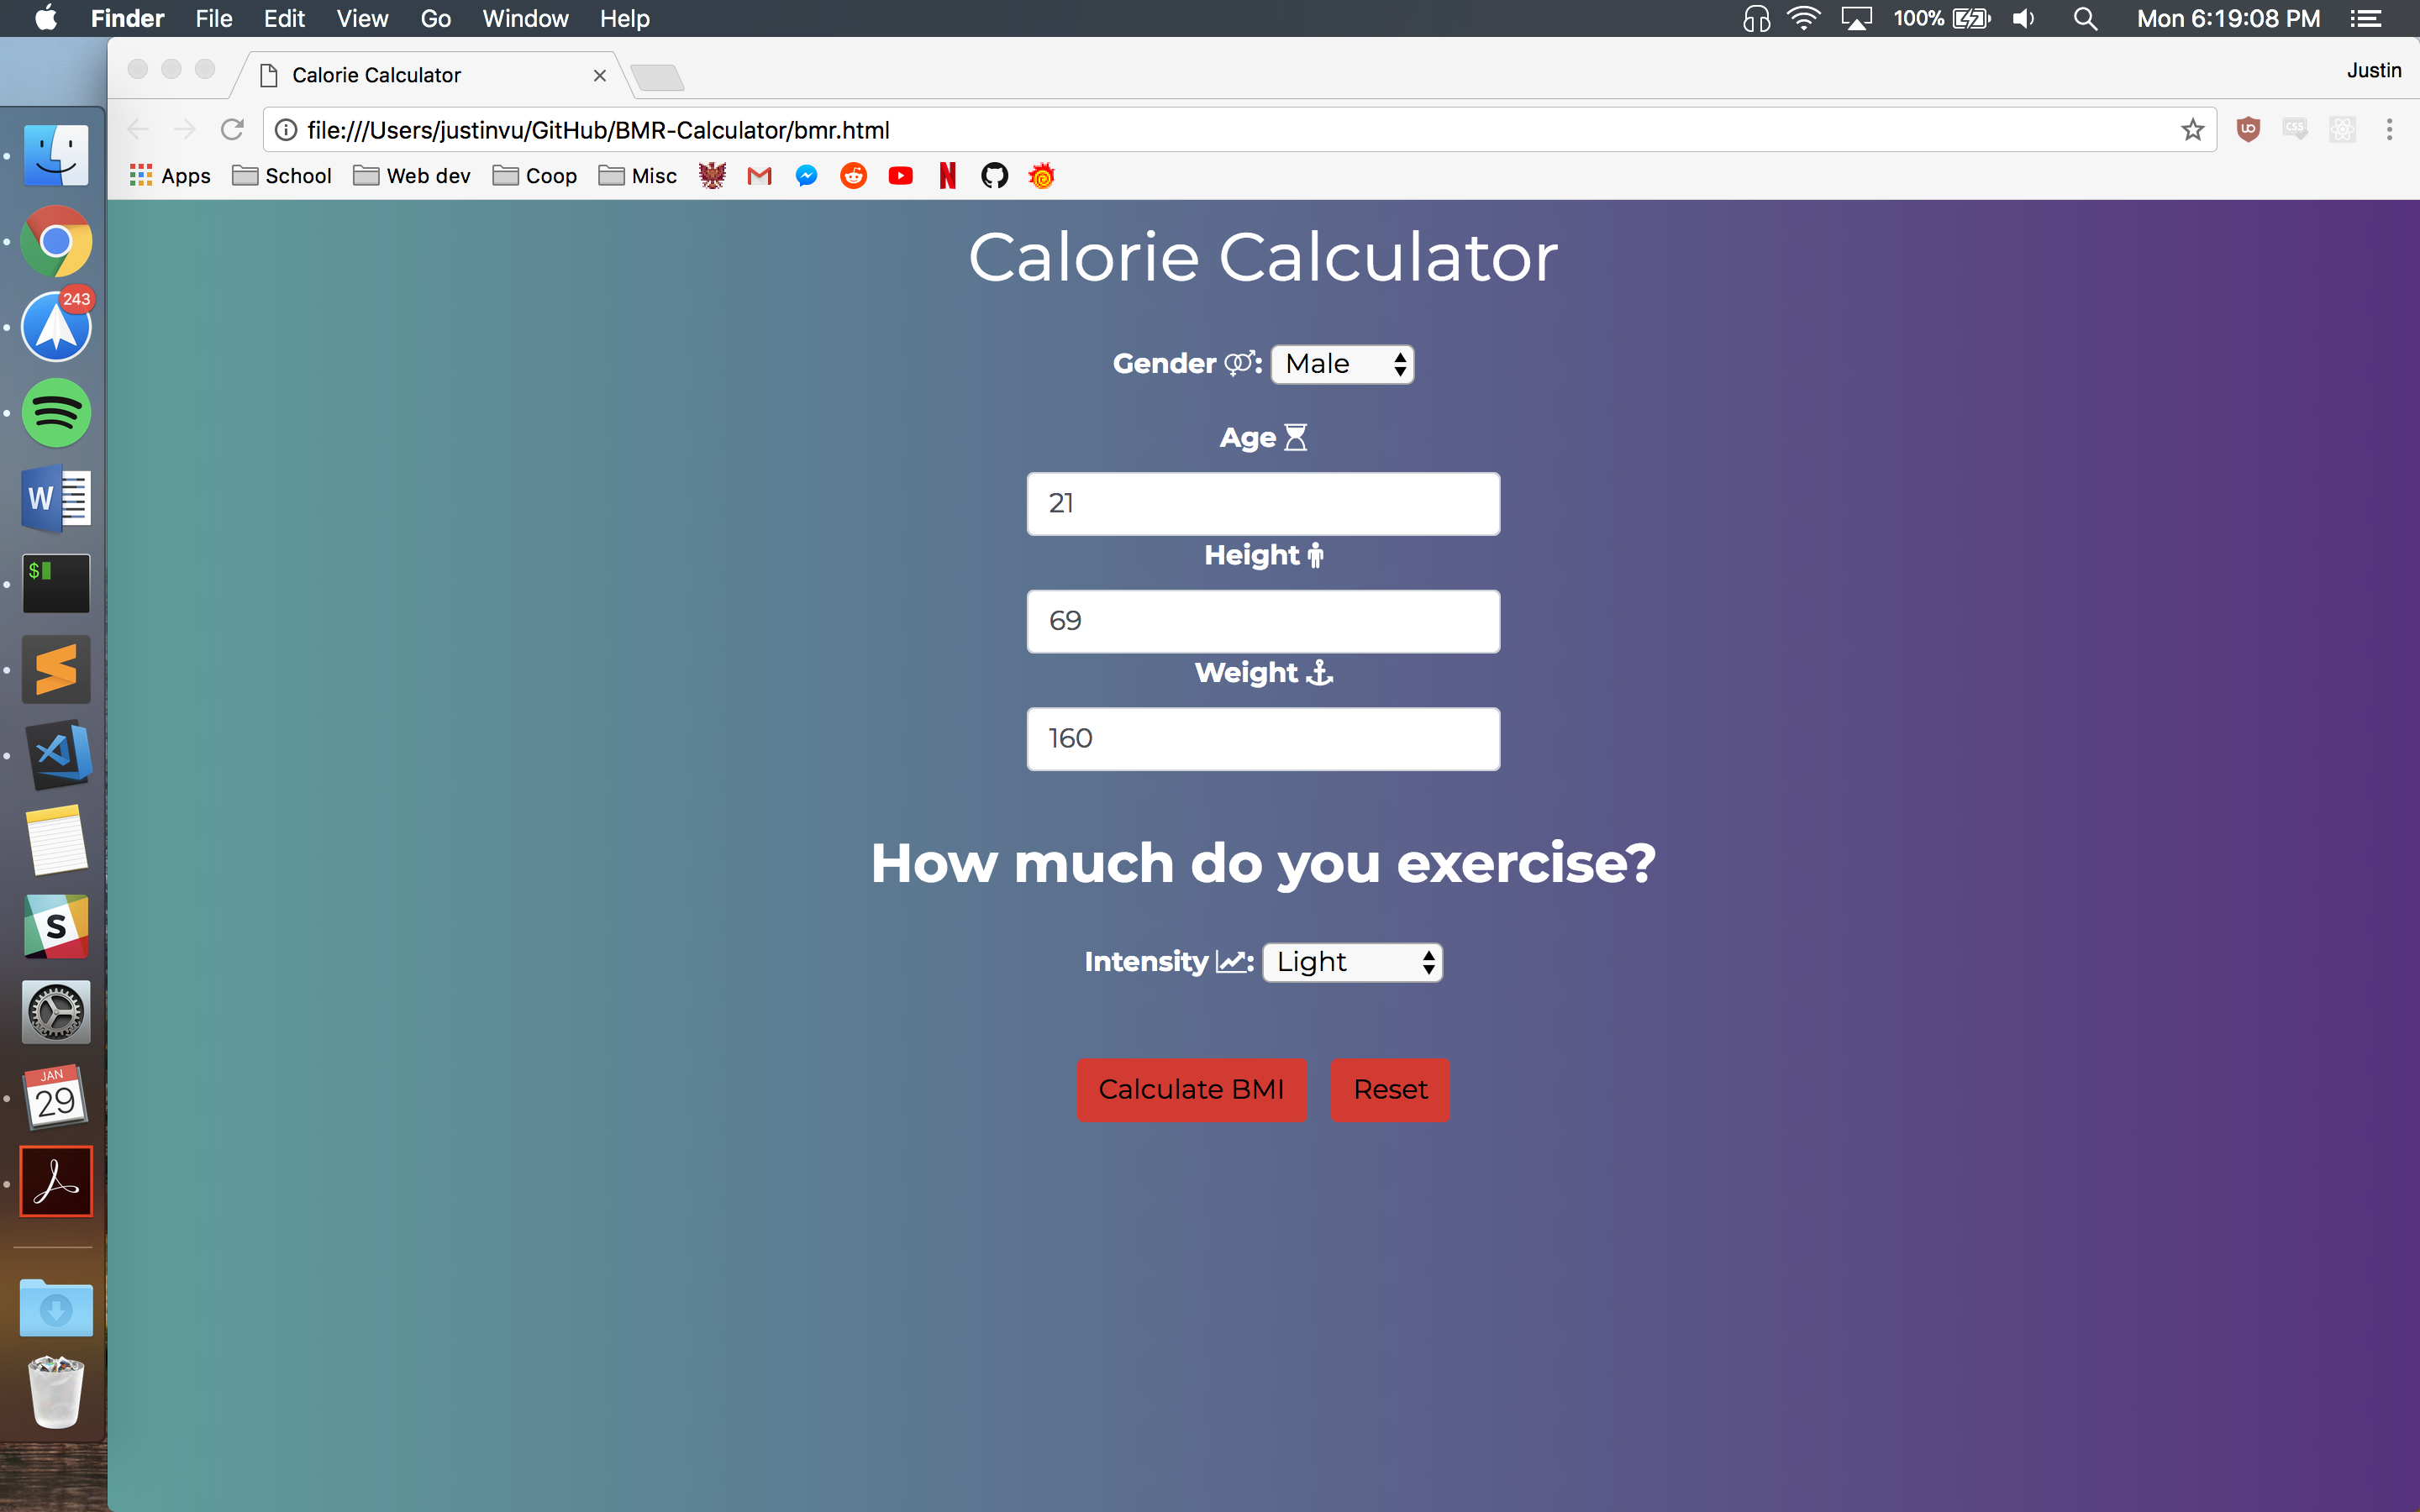 Finder File Edit View Go Window Help 100% Mon 6:19:08 PM
Calorie Calculator Justin
file:///Users/justinvu/GitHub/BMR-Calculator/bmr.html
Apps School Web dev Coop Misc
Calorie Calculator
Gender : Male
Age
21
Height
69
Weight
160
How much do you exercise?
Intensity : Light
Calculate BMI Reset
243
W
$
S
JAN
29
CSS